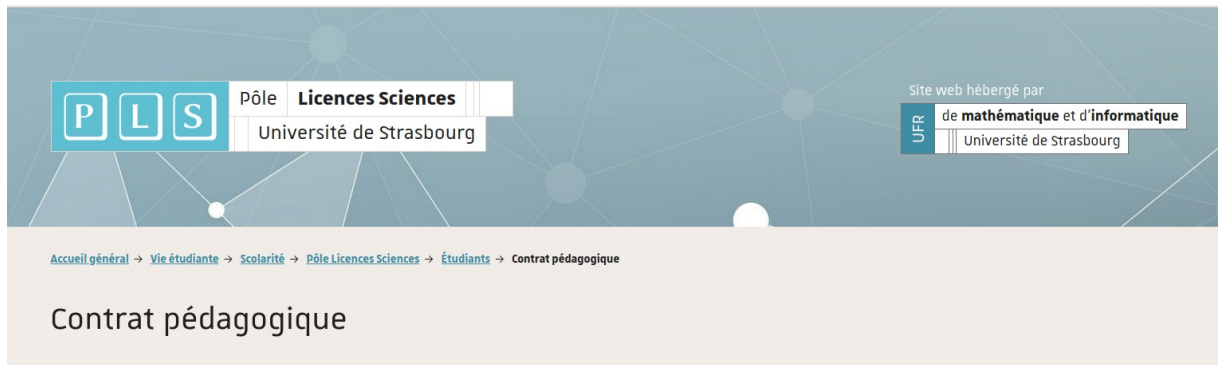 P L S
Pôle Licences Sciences
Université de Strasbourg
Site web hébergé par
UFR
de mathématique et d'informatique
Université de Strasbourg
Accueil général → Vie étudiante → Scolarité → Pôle Licences Sciences → Étudiants → Contrat pédagogique
Contrat pédagogique